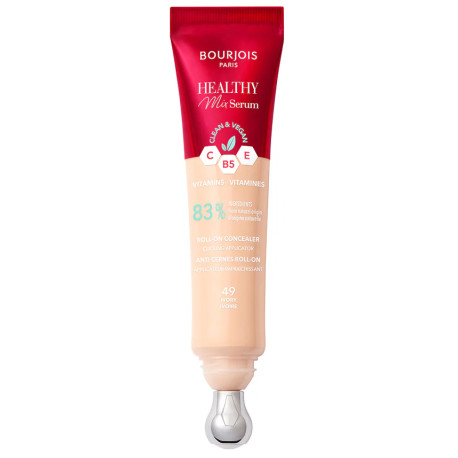 BOURJOIS
PARIS
HEALTHY
Mix Serum
CLEAN & VEGAN
C
B5
E
VITAMINS · VITAMINES
83%
ROLL-ON CONCEALER
ANTI-CERNES ROLL-ON
49